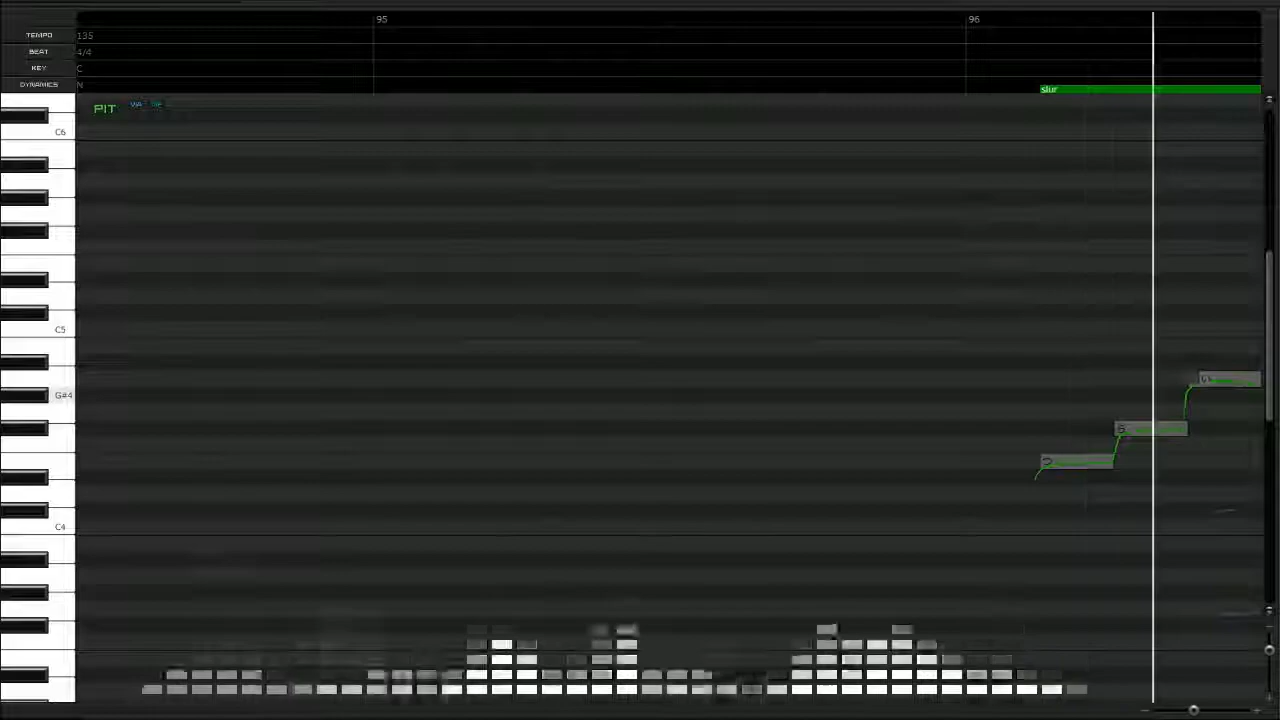 95
96
TEMPO
135
BEAT
4/4
KEY
C
DYNAMICS
N
slur
PIT
C6
C5
G#4
C4